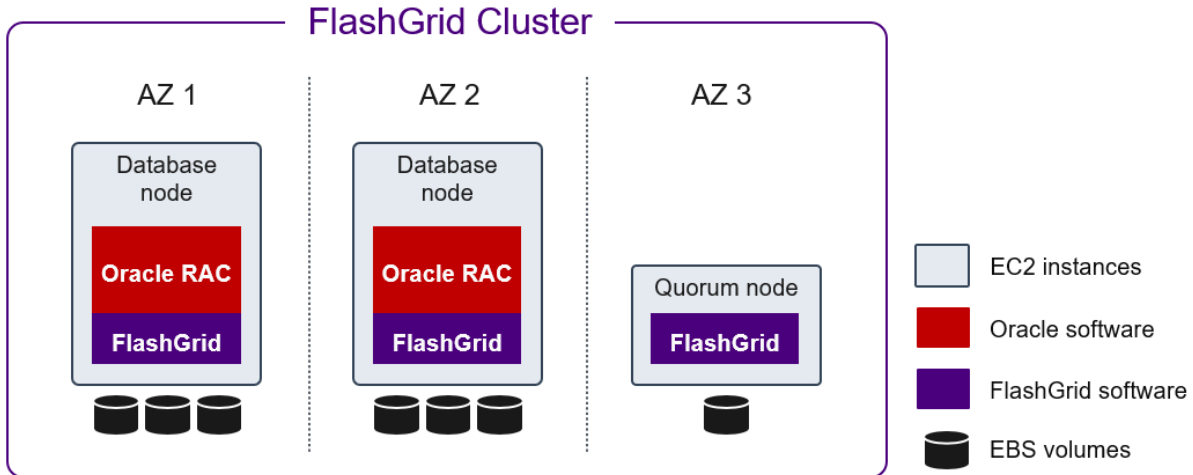 FlashGrid Cluster
AZ 1
AZ 2
AZ 3
Database
node
Oracle RAC
FlashGrid
Database
node
Oracle RAC
FlashGrid
Quorum node
FlashGrid
EC2 instances
Oracle software
FlashGrid software
EBS volumes